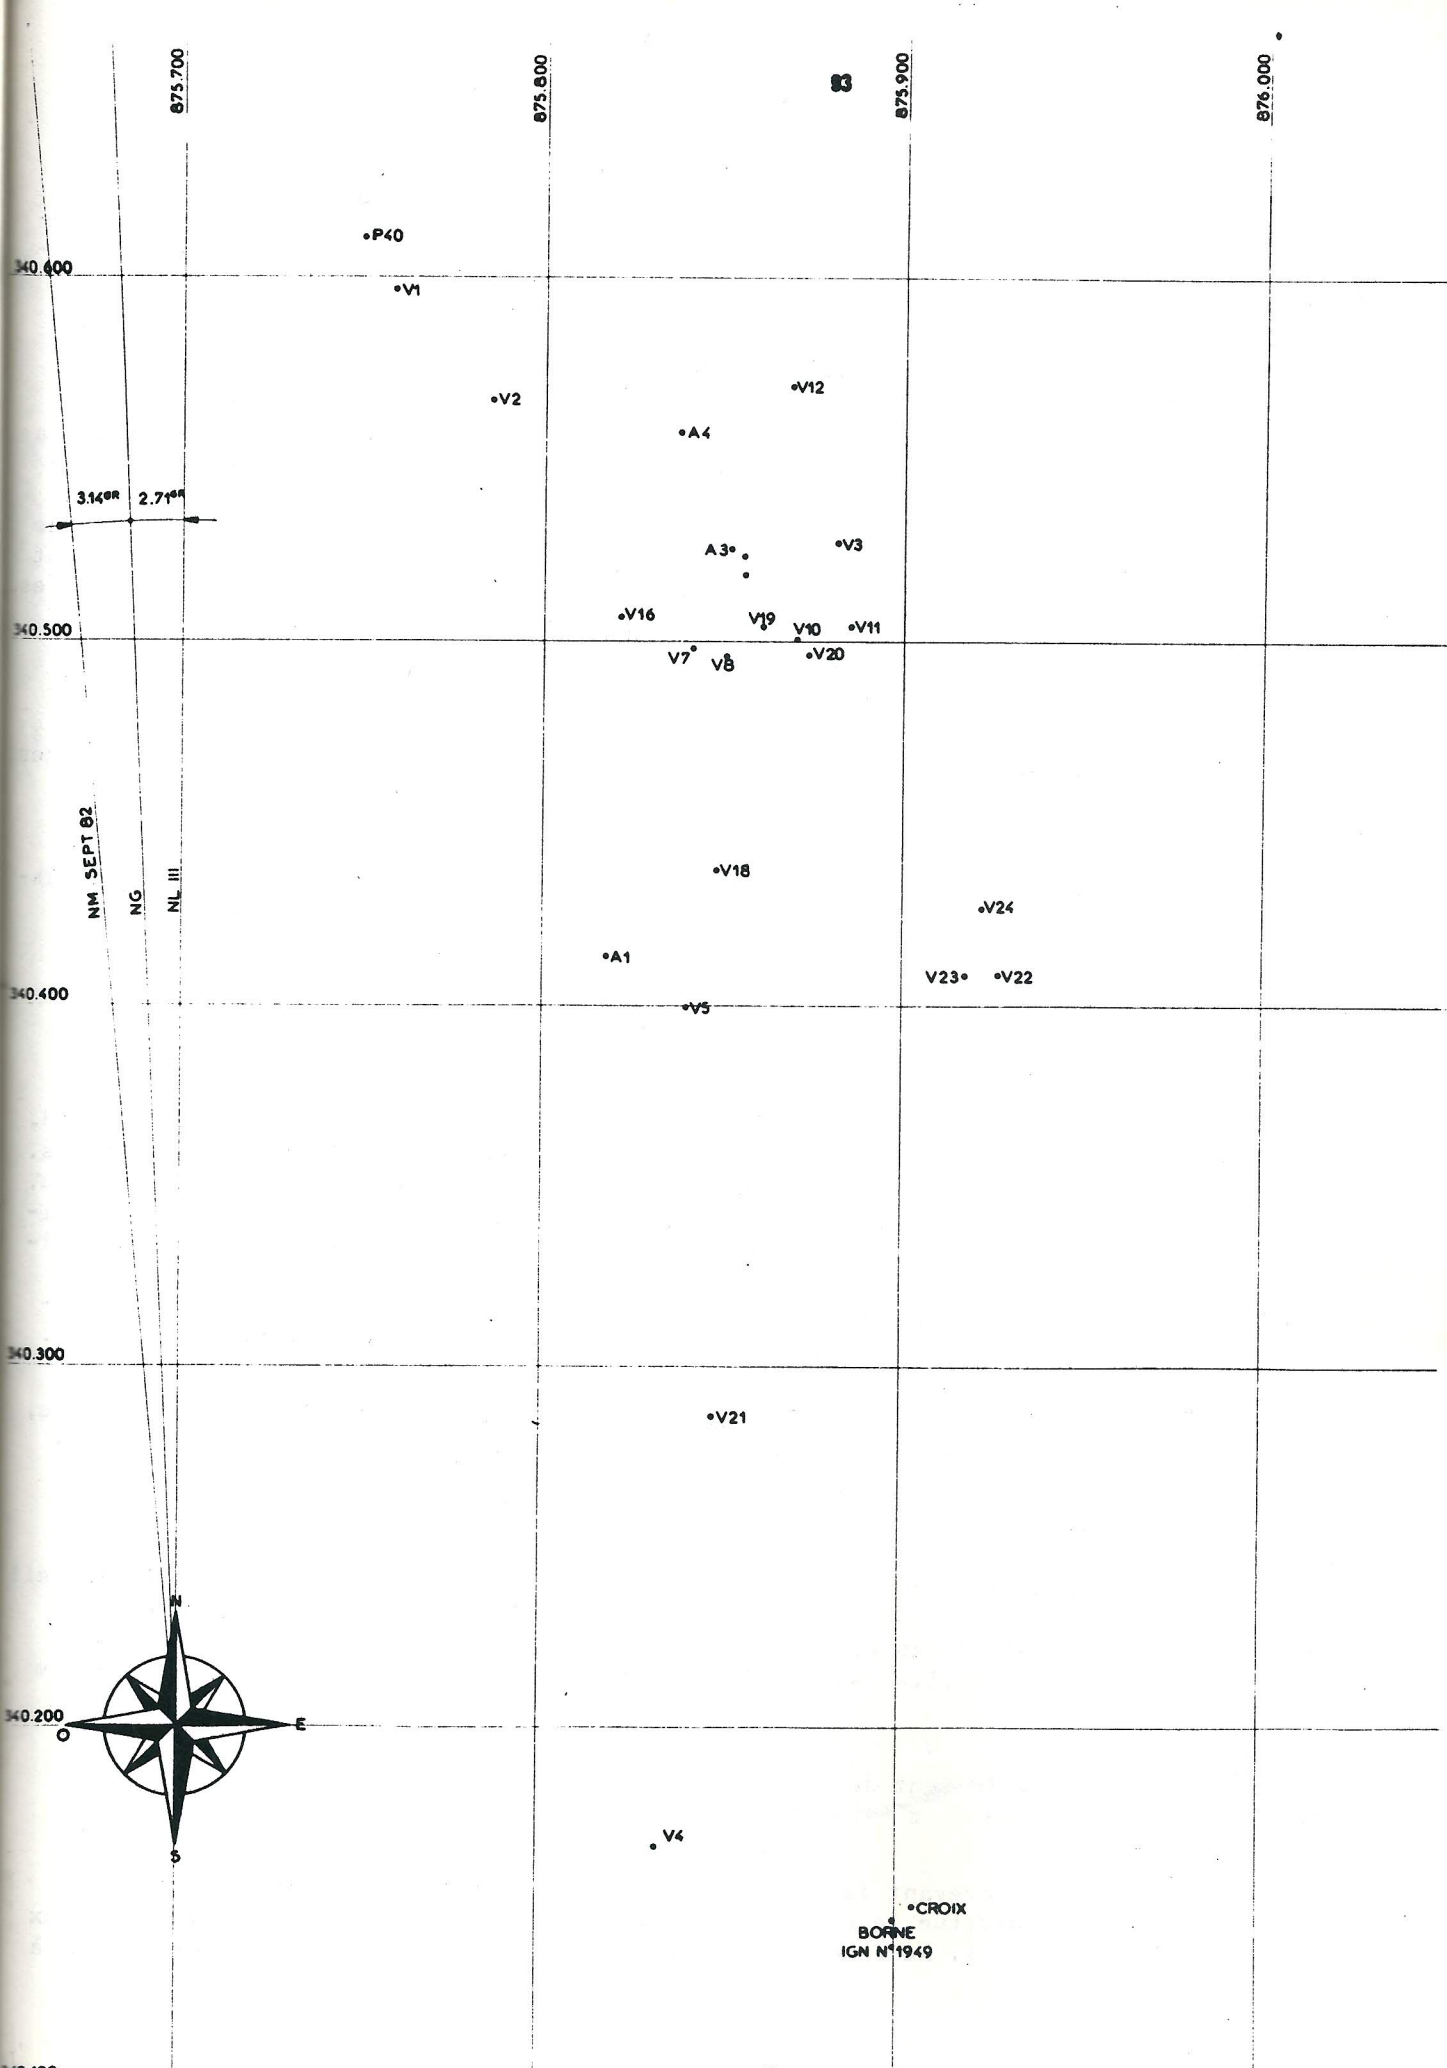 875.700
875.800
93
875.900
876.000
P40
340.600
V1
V12
V2
A4
3.14GR 2.71GR
A3
V3
V16
V19
V10
V11
340.500
V7
V8
V20
NM SEPT 82
NG
NL III
V18
V24
A1
V23
V22
340.400
V5
340.300
V21
N
340.200
O
E
V4
S
CROIX
BORNE
IGN N°1949